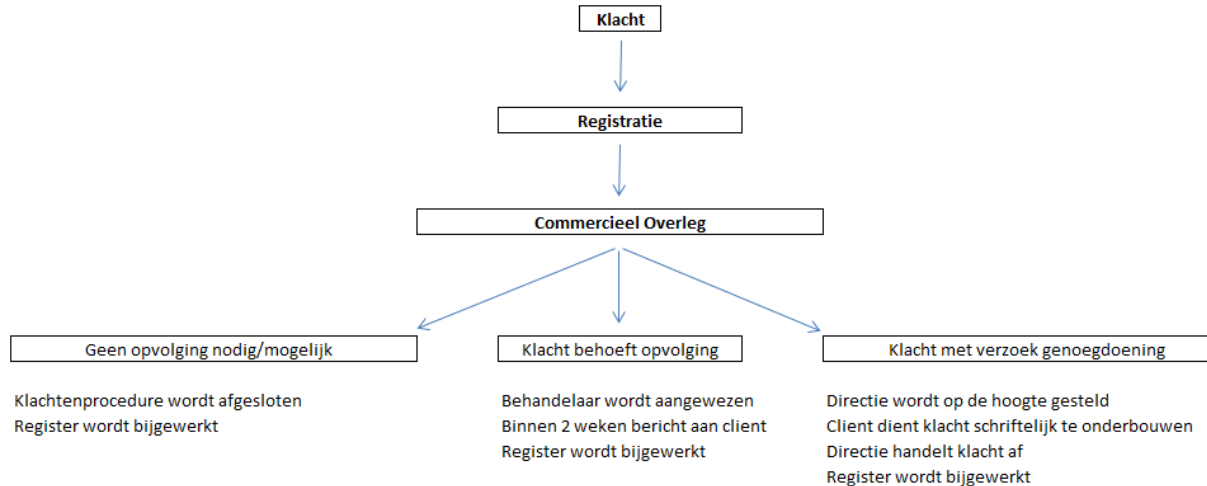 Klacht
Registratie
Commercieel Overleg
Geen opvolging nodig/mogelijk
Klachtenprocedure wordt afgesloten
Register wordt bijgewerkt
Klacht behoeft opvolging
Behandelaar wordt aangewezen
Binnen 2 weken bericht aan client
Register wordt bijgewerkt
Klacht met verzoek genoegdoening
Directie wordt op de hoogte gesteld
Client dient klacht schriftelijk te onderbouwen
Directie handelt klacht af
Register wordt bijgewerkt